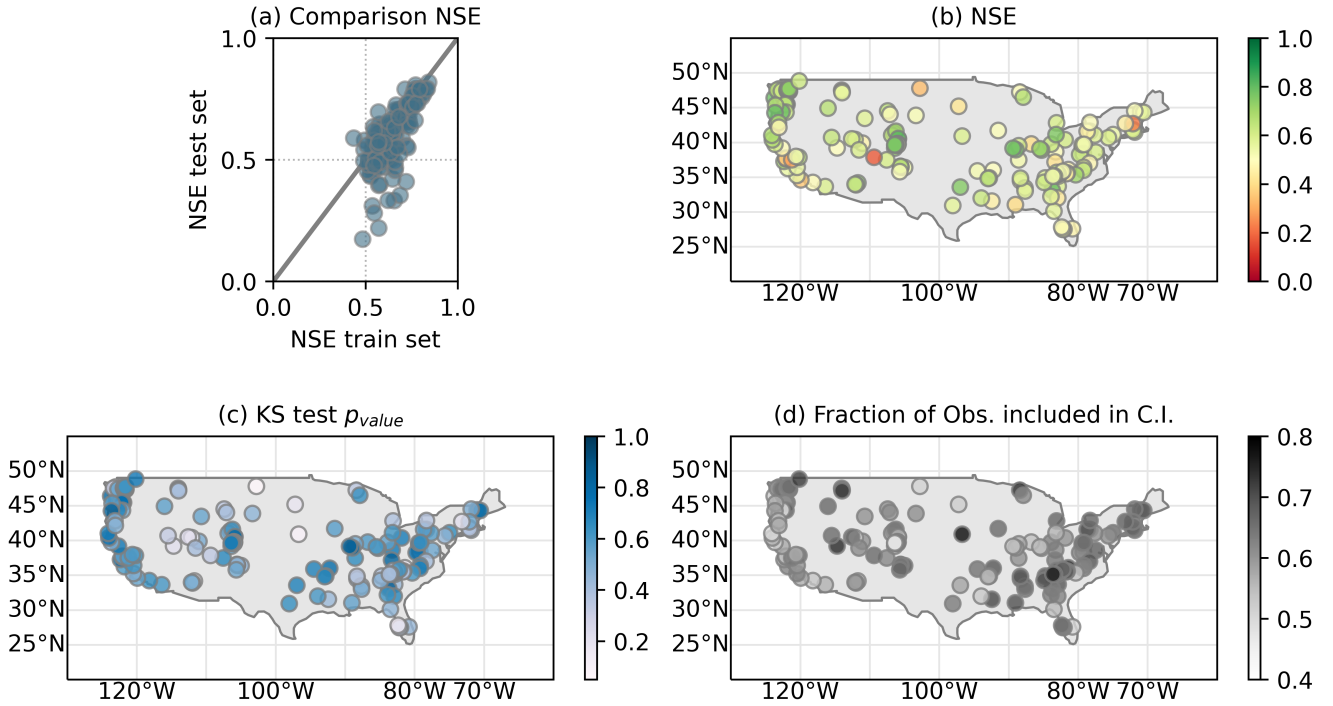 (a) Comparison NSE
1.0
0.5
0.0
NSE test set
0.0 0.5 1.0
NSE train set
(b) NSE
50°N
45°N
40°N
35°N
30°N
25°N
120°W 100°W 80°W 70°W
1.0
0.8
0.6
0.4
0.2
0.0
(c) KS test p_value
50°N
45°N
40°N
35°N
30°N
25°N
120°W 100°W 80°W 70°W
1.0
0.8
0.6
0.4
0.2
(d) Fraction of Obs. included in C.I.
50°N
45°N
40°N
35°N
30°N
25°N
120°W 100°W 80°W 70°W
0.8
0.7
0.6
0.5
0.4